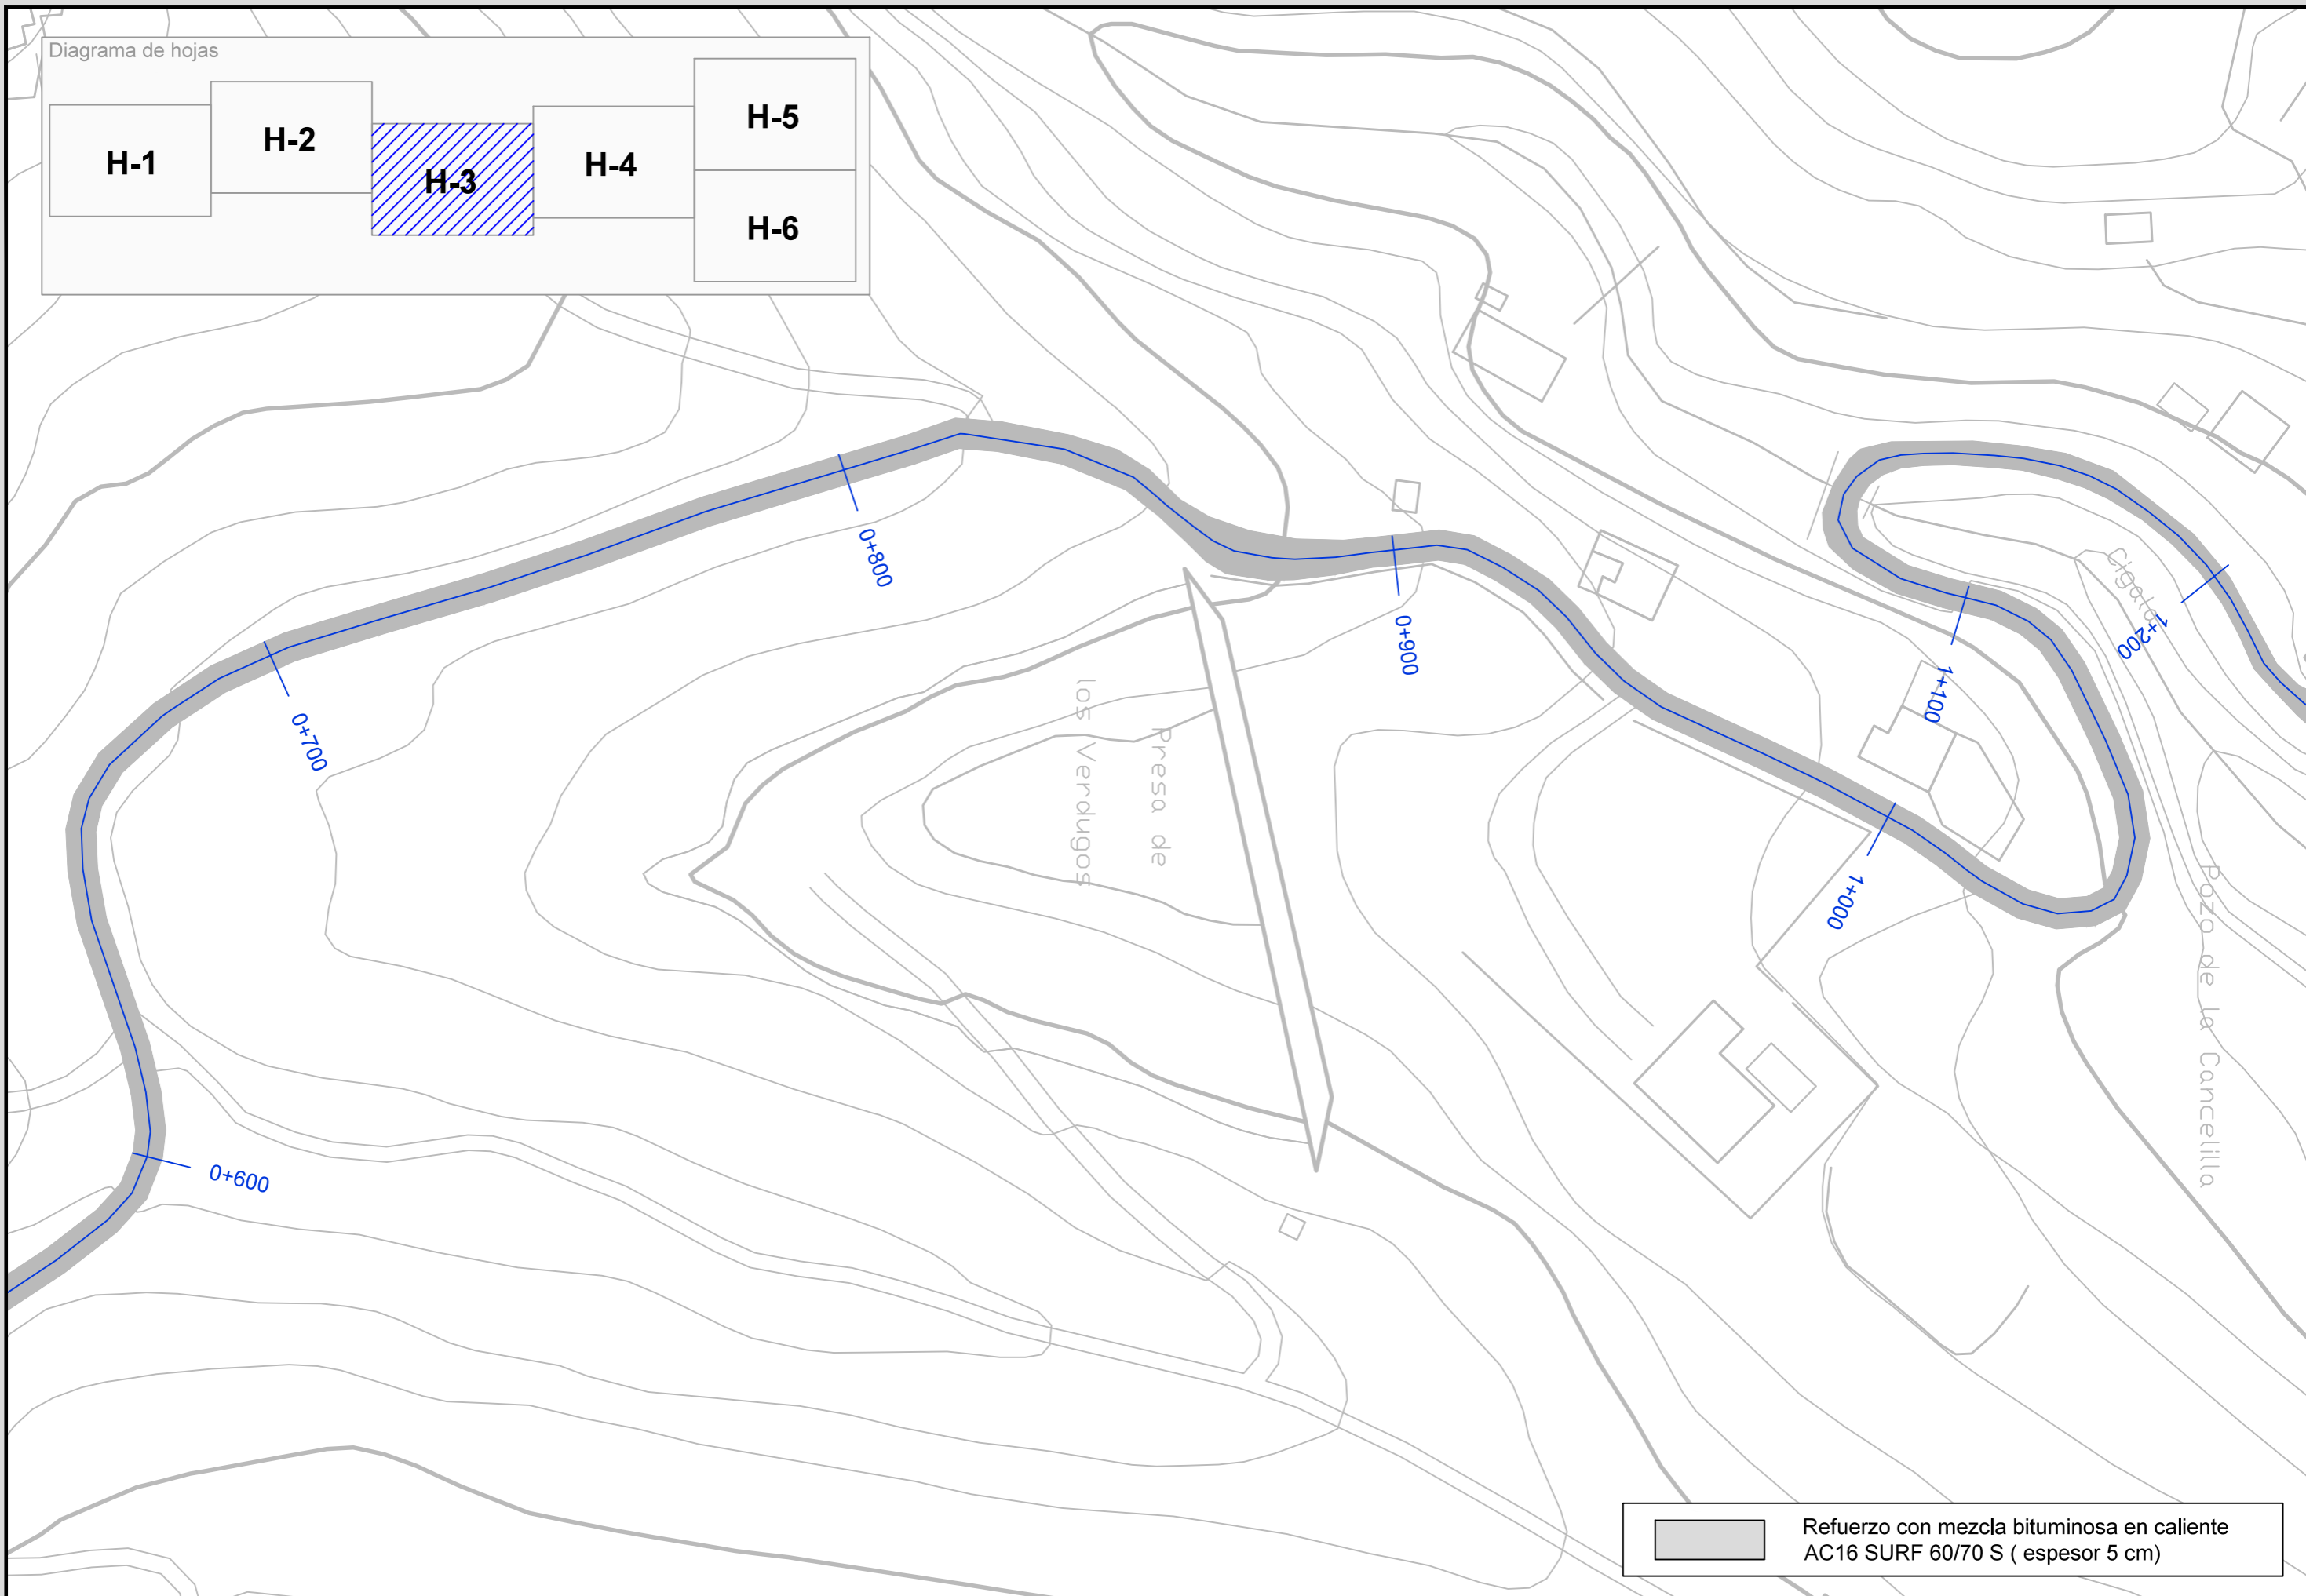 Diagrama de hojas
H-1
H-2
H-3
H-4
H-5
H-6
0+800
0+900
0+700
0+600
1+000
1+100
1+200
Presa de
los Verdugos
Pozo de la Cancelilla
Refuerzo con mezcla bituminosa en caliente
AC16 SURF 60/70 S ( espesor 5 cm)